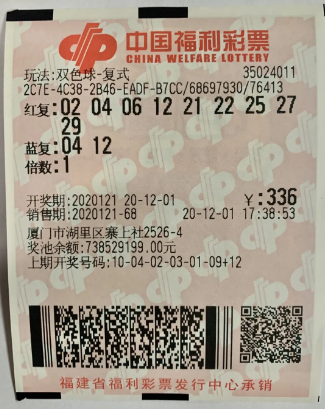 中国福利彩票
CHINA WELFARE LOTTERY
玩法:双色球-复式 35024011
2C7E-4C38-2B46-EADF-B7CC/68697930/76413
红复:02 04 06 12 21 22 25 27
29
蓝复:04 12
倍数:1
开奖期:2020121 20-12-01 ¥:336
销售期:2020121-68 20-12-01 17:38:53
厦门市湖里区寨上社2526-4
奖池余额:738529199.00元
上期开奖号码:10-04-02-03-01-09+12
福建省福利彩票发行中心承销